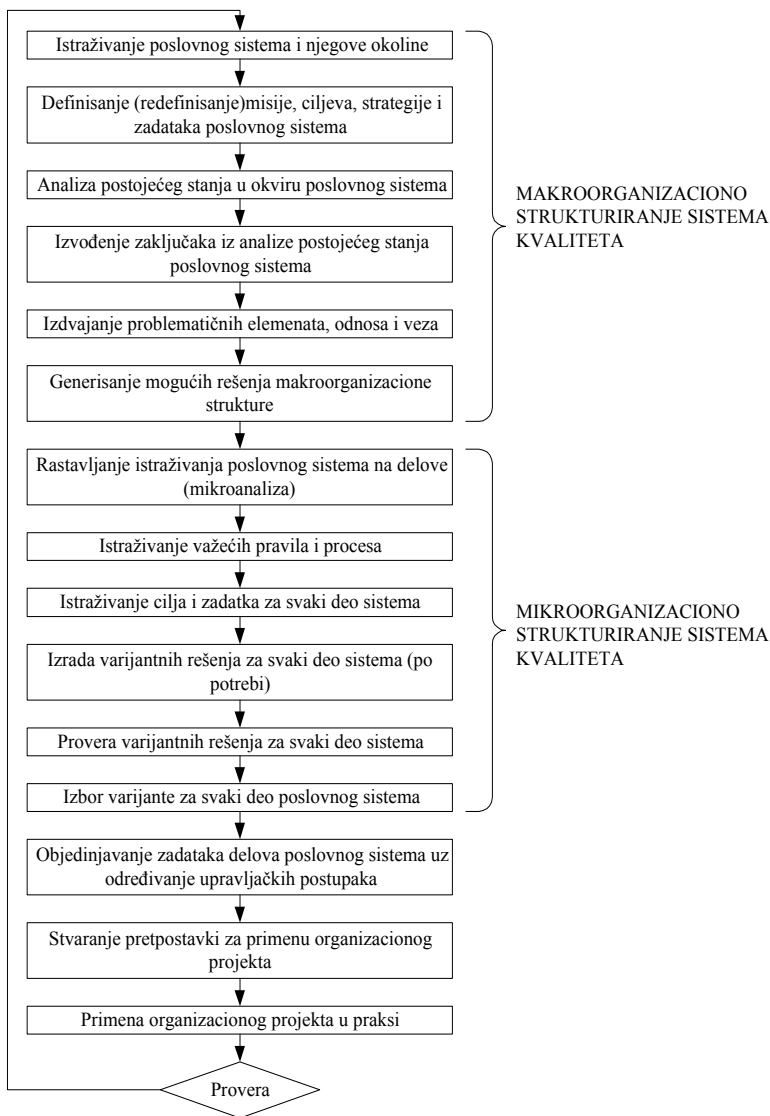 Istraživanje poslovnog sistema i njegove okoline
Definisanje (redefinisanje)misije, ciljeva, strategije i
zadataka poslovnog sistema
Analiza postojećeg stanja u okviru poslovnog sistema
Izvođenje zaključaka iz analize postojećeg stanja
poslovnog sistema
Izdvajanje problematičnih elemenata, odnosa i veza
Generisanje mogućih rešenja makroorganizacione
strukture
MAKROORGANIZACIONO
STRUKTURIRANJE SISTEMA
KVALITETA
Rastavljanje istraživanja poslovnog sistema na delove
(mikroanaliza)
Istraživanje važećih pravila i procesa
Istraživanje cilja i zadatka za svaki deo sistema
Izrada varijantnih rešenja za svaki deo sistema (po
potrebi)
Provera varijantnih rešenja za svaki deo sistema
Izbor varijante za svaki deo poslovnog sistema
MIKROORGANIZACIONO
STRUKTURIRANJE SISTEMA
KVALITETA
Objedinjavanje zadataka delova poslovnog sistema uz
određivanje upravljačkih postupaka
Stvaranje pretpostavki za primenu organizacionog
projekta
Primena organizacionog projekta u praksi
Provera